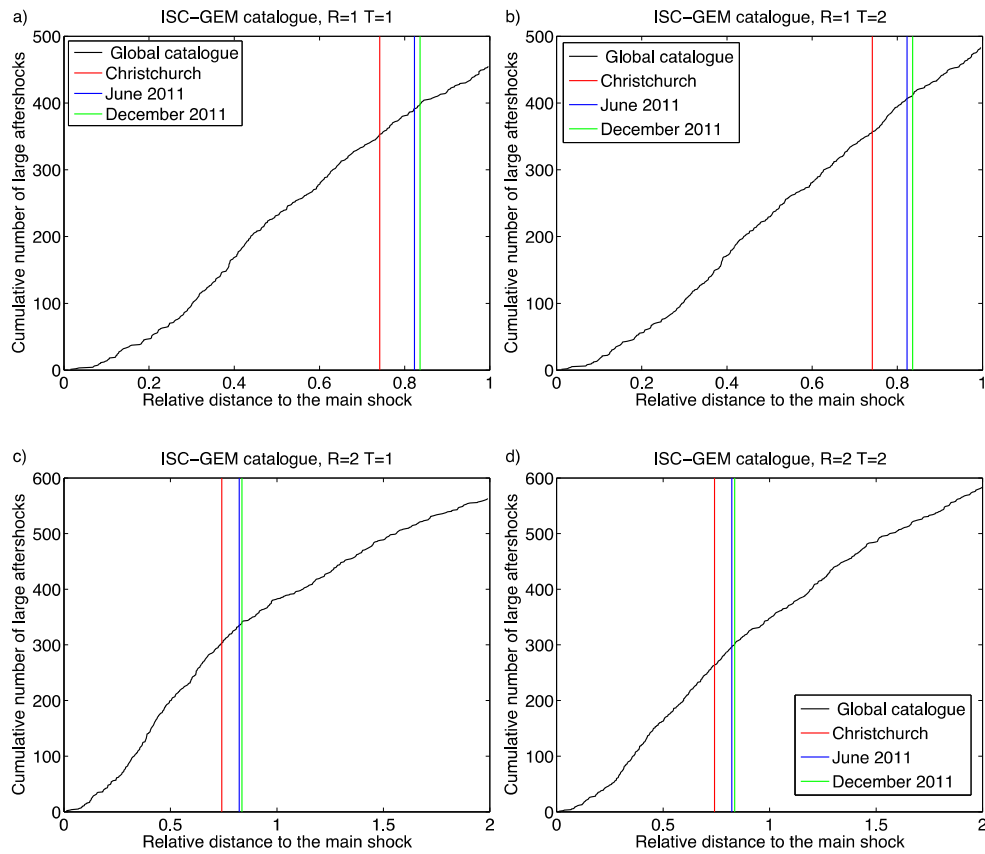 a)
ISC−GEM catalogue, R=1 T=1
500
400
300
200
100
0
Cumulative number of large aftershocks
Global catalogue
Christchurch
June 2011
December 2011
0 0.2 0.4 0.6 0.8 1
Relative distance to the main shock
b)
ISC−GEM catalogue, R=1 T=2
500
400
300
200
100
0
Cumulative number of large aftershocks
Global catalogue
Christchurch
June 2011
December 2011
0 0.2 0.4 0.6 0.8 1
Relative distance to the main shock
c)
ISC−GEM catalogue, R=2 T=1
600
500
400
300
200
100
0
Cumulative number of large aftershocks
0 0.5 1 1.5 2
Relative distance to the main shock
d)
ISC−GEM catalogue, R=2 T=2
600
500
400
300
200
100
0
Cumulative number of large aftershocks
Global catalogue
Christchurch
June 2011
December 2011
0 0.5 1 1.5 2
Relative distance to the main shock